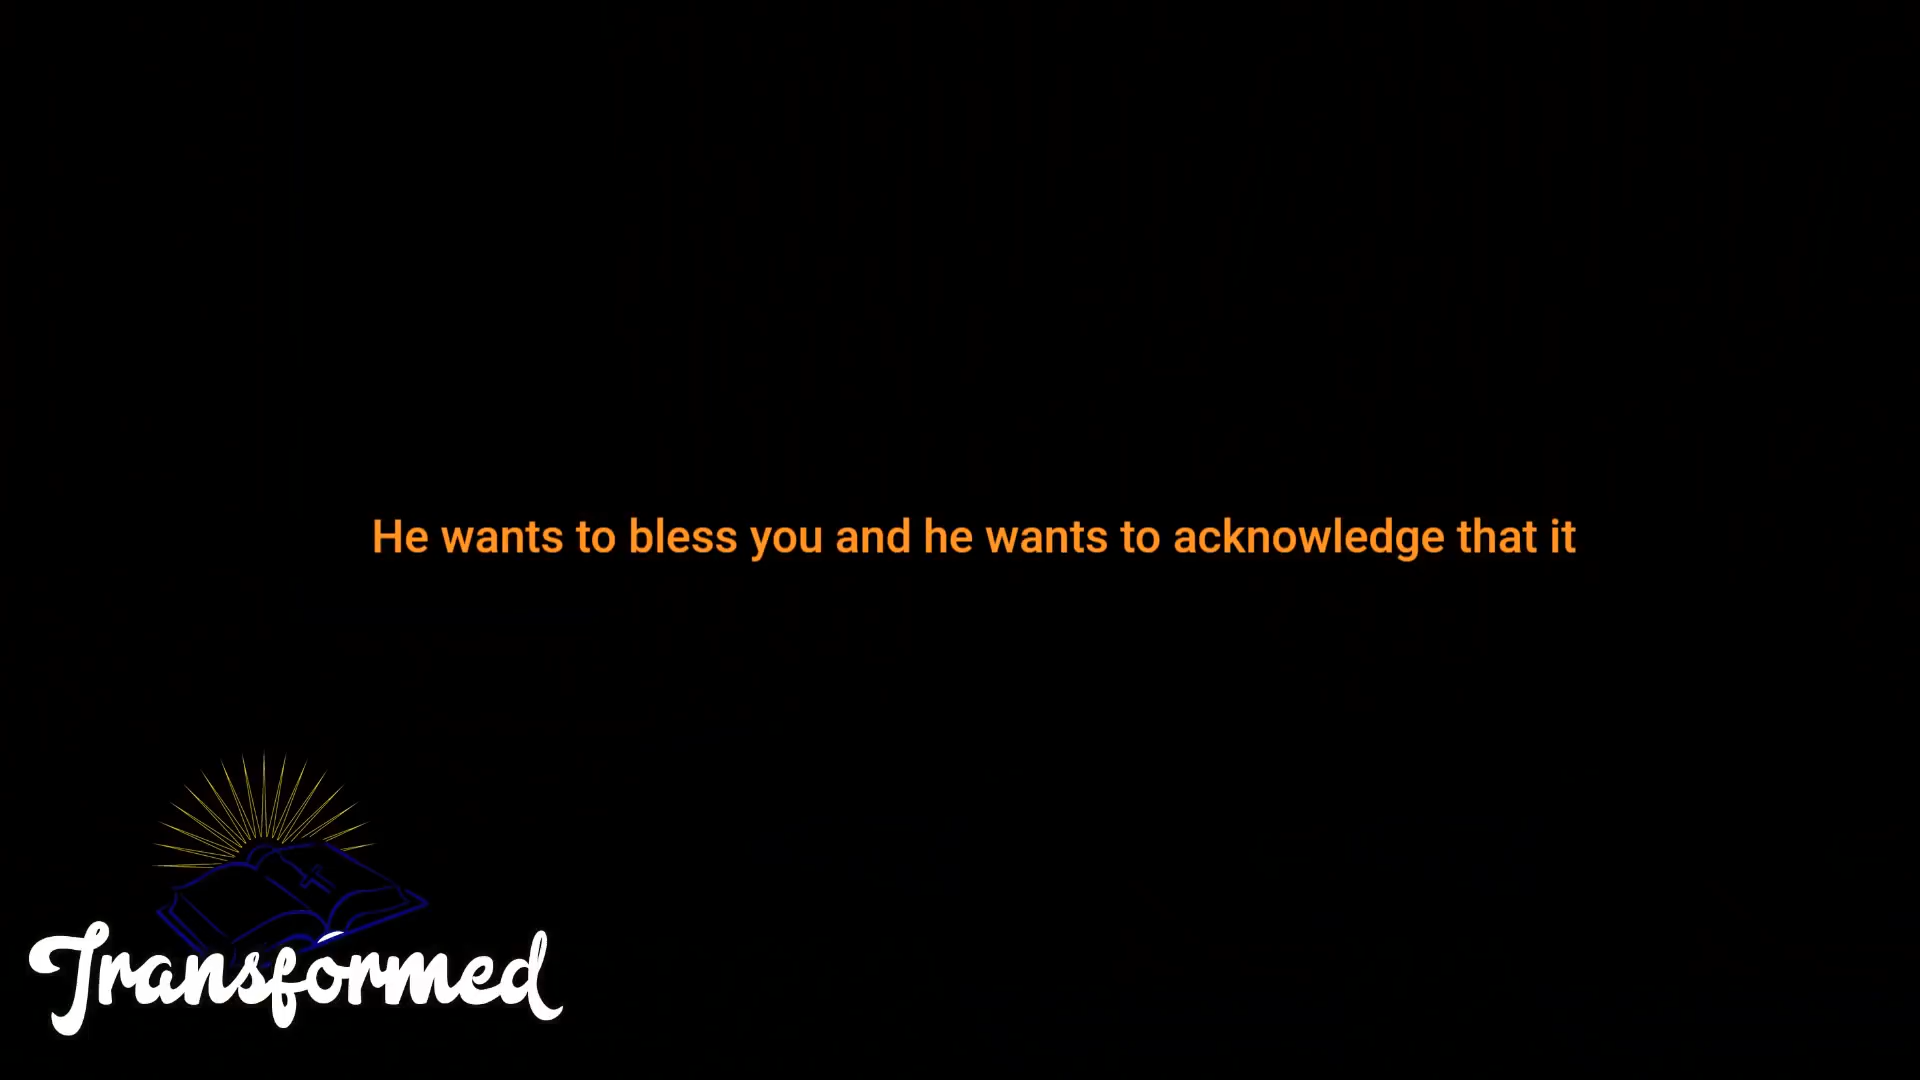 He wants to bless you and he wants to acknowledge that it
Transformed